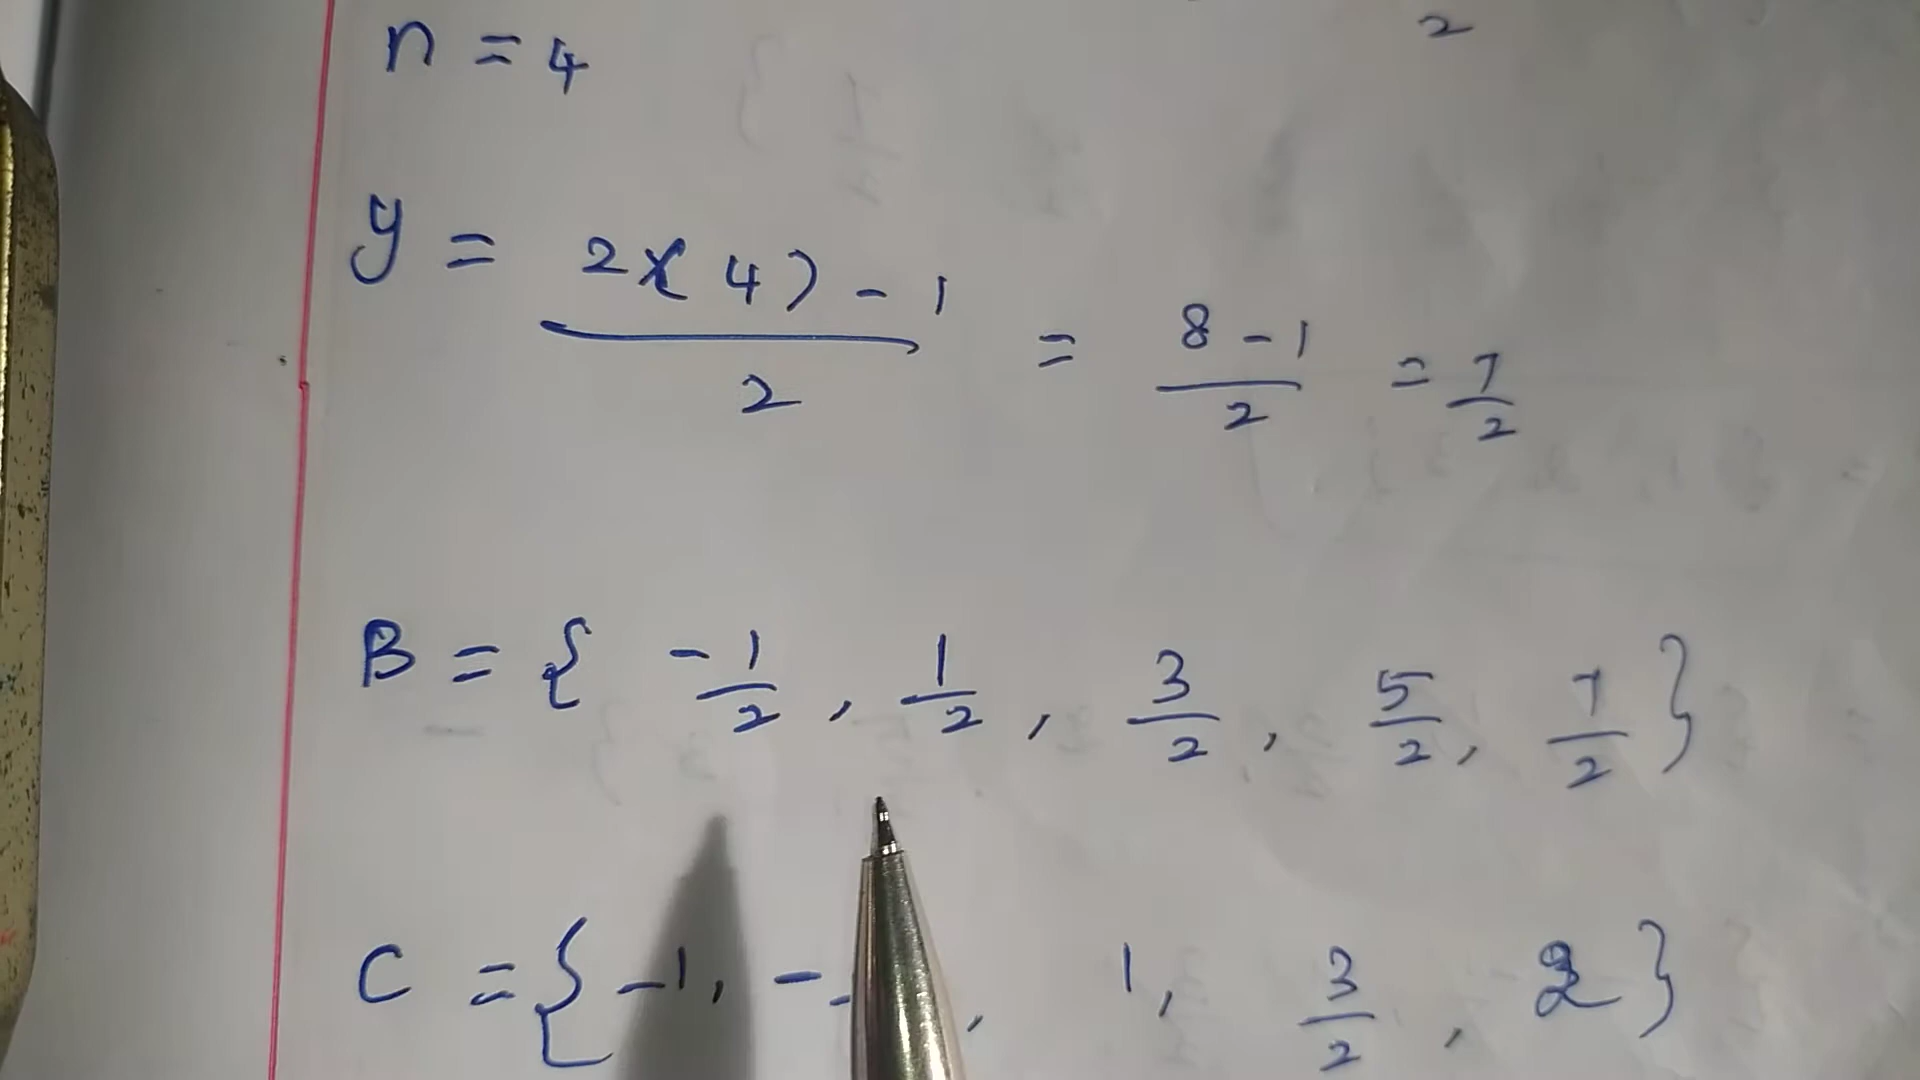 2
n = 4
y = 2×(4) - 1 / 2 = 8 - 1 / 2 = 7/2
B = { -1/2, 1/2, 3/2, 5/2, 7/2 }
C = { -1, - , 1, 3/2, 2 }